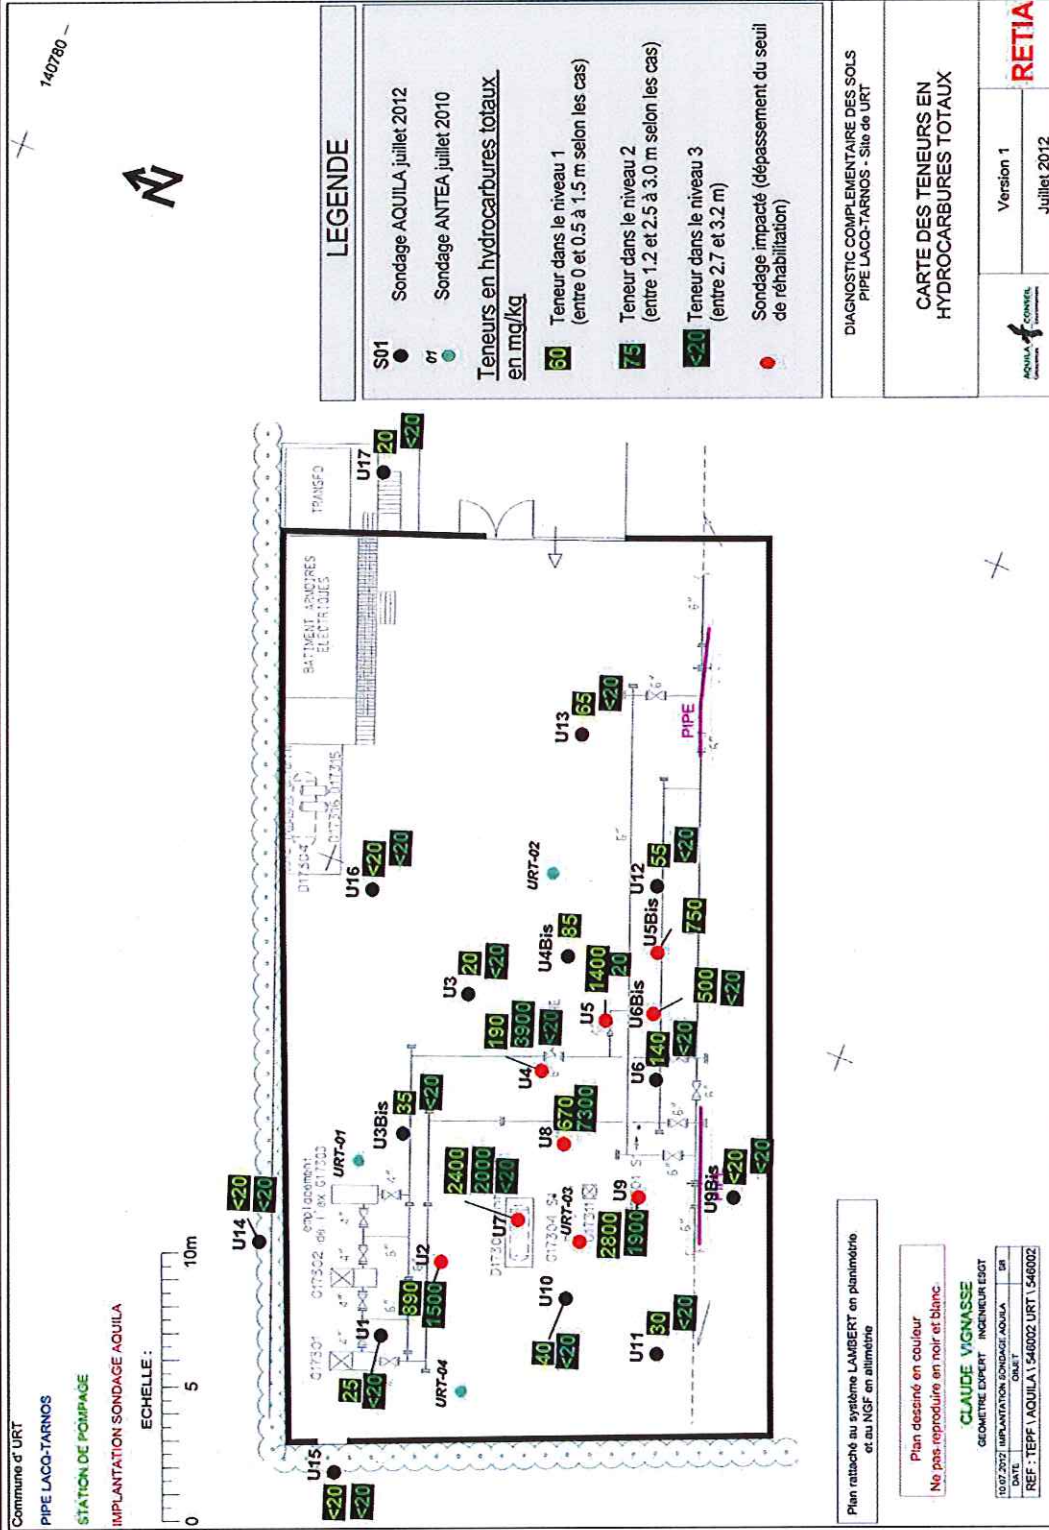 Commune d' URT
PIPE LACQ-TARNOS
STATION DE POMPAGE
IMPLANTATION SONDAGE AQUILA
ECHELLE :
0
5
10m
140780 –
N
LEGENDE
S01
Sondage AQUILA juillet 2012
01
Sondage ANTEA juillet 2010
Teneurs en hydrocarbures totaux
en mg/kg
60
Teneur dans le niveau 1
(entre 0 et 0.5 à 1.5 m selon les cas)
75
Teneur dans le niveau 2
(entre 1.2 et 2.5 à 3.0 m selon les cas)
<20
Teneur dans le niveau 3
(entre 2.7 et 3.2 m)
Sondage impacté (dépassement du seuil
de réhabilitation)
U15
<20
<20
U14
<20
<20
U1
25
<20
U2
890
1500
URT-04
URT-01
U3Bis
35
<20
U3
20
<20
U16
<20
<20
U17
20
<20
TRANSFO
BATIMENT ARMOIRES
ELECTRIQUES
D17304
G17301
G17302
emplacement
de l'ex G17303
U7
2400
2000
<20
U4
190
3900
<20
U8
670
7300
U4Bis
85
URT-02
U13
65
<20
U5
1400
20
U10
40
<20
URT-03
U9
2800
1900
U11
30
<20
U6
140
<20
U6Bis
500
<20
U5Bis
750
U12
55
<20
U9Bis
<20
<20
PIPE
DIAGNOSTIC COMPLEMENTAIRE DES SOLS
PIPE LACQ-TARNOS - Site de URT
CARTE DES TENEURS EN
HYDROCARBURES TOTAUX
AQUILA CONSEIL
Version 1
Juillet 2012
RETIA
Plan rattaché au système LAMBERT en planimétrie
et au NGF en altimétrie
Plan dessiné en couleur
Ne pas reproduire en noir et blanc
CLAUDE VIGNASSE
GEOMETRE EXPERT INGENIEUR ESGT
10.07.2012 IMPLANTATION SONDAGE AQUILA
DATE OBJET
REF : TEPF \ AQUILA \ 546002 URT \ 546002